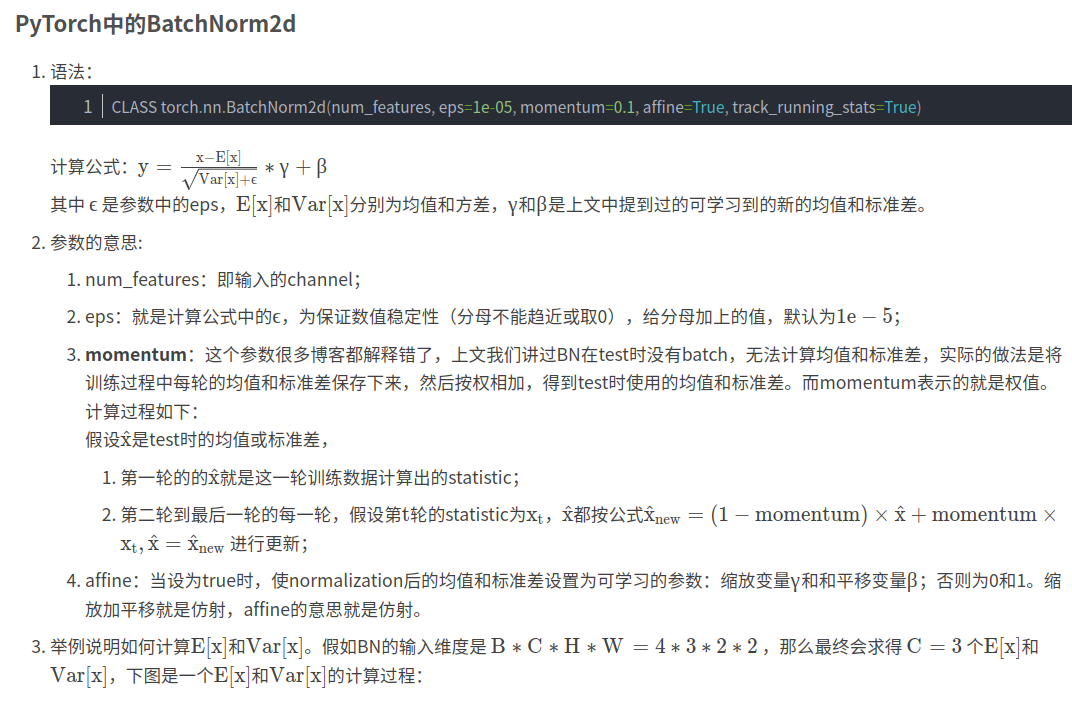 PyTorch中的BatchNorm2d
1. 语法：
1 CLASS torch.nn.BatchNorm2d(num_features, eps=1e-05, momentum=0.1, affine=True, track_running_stats=True)
计算公式：y = \frac{x−E[x]}{\sqrt{Var[x]+ϵ}} ∗ γ + β
其中 ϵ 是参数中的eps，E[x]和Var[x]分别为均值和方差，γ和β是上文中提到过的可学习到的新的均值和标准差。
2. 参数的意思:
1. num_features：即输入的channel；
2. eps：就是计算公式中的ϵ，为保证数值稳定性（分母不能趋近或取0）,给分母加上的值，默认为1e − 5；
3. momentum：这个参数很多博客都解释错了，上文我们讲过BN在test时没有batch，无法计算均值和标准差，实际的做法是将
训练过程中每轮的均值和标准差保存下来，然后按权相加，得到test时使用的均值和标准差。而momentum表示的就是权值。
计算过程如下：
假设x̂是test时的均值或标准差，
1. 第一轮的的x̂就是这一轮训练数据计算出的statistic；
2. 第二轮到最后一轮的每一轮，假设第t轮的statistic为x_t，x̂都按公式x̂_new = (1 − momentum) × x̂ + momentum ×
x_t, x̂ = x̂_new 进行更新；
4. affine：当设为true时，使normalization后的均值和标准差设置为可学习的参数：缩放变量γ和和平移变量β；否则为0和1。缩
放加平移就是仿射，affine的意思就是仿射。
3. 举例说明如何计算E[x]和Var[x]。假如BN的输入维度是 B ∗ C ∗ H ∗ W = 4 ∗ 3 ∗ 2 ∗ 2 ，那么最终会求得 C = 3 个E[x]和
Var[x]，下图是一个E[x]和Var[x]的计算过程：